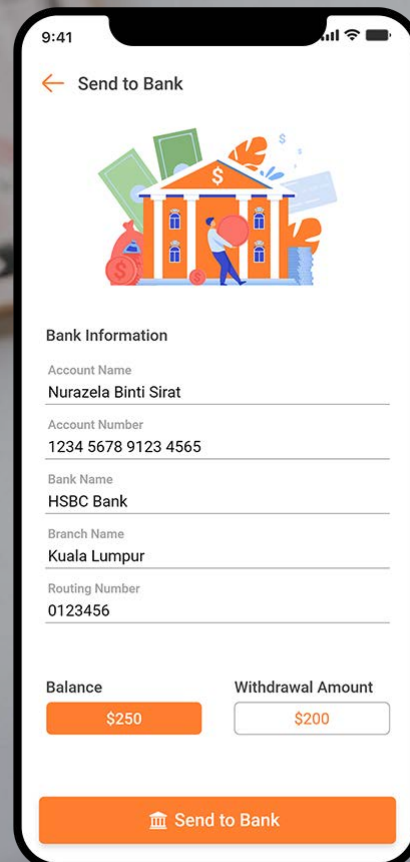 9:41
Send to Bank
$
$
$
$
$
Bank Information
Account Name
Nurazela Binti Sirat
Account Number
1234 5678 9123 4565
Bank Name
HSBC Bank
Branch Name
Kuala Lumpur
Routing Number
0123456
Balance
Withdrawal Amount
$250
$200
Send to Bank